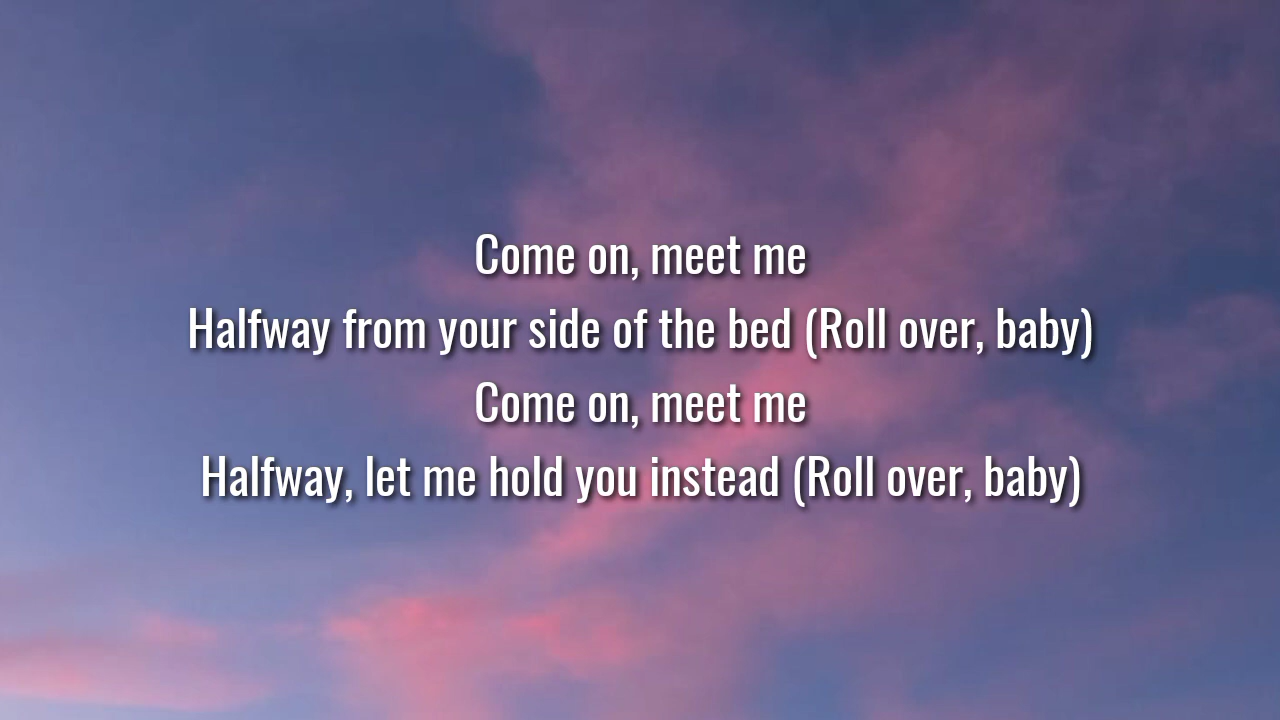 Come on, meet me
Halfway from your side of the bed (Roll over, baby)
Come on, meet me
Halfway, let me hold you instead (Roll over, baby)